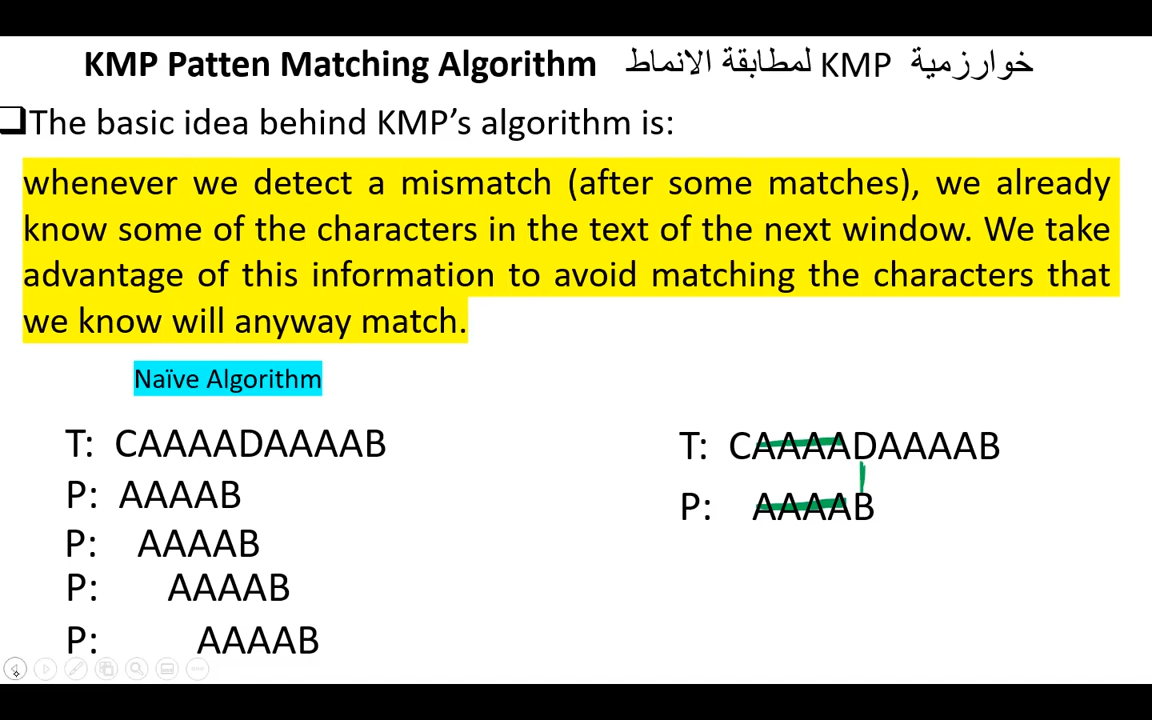 KMP Patten Matching Algorithm خوارزمية KMP لمطابقة الانماط
The basic idea behind KMP's algorithm is:
whenever we detect a mismatch (after some matches), we already
know some of the characters in the text of the next window. We take
advantage of this information to avoid matching the characters that
we know will anyway match.
Naïve Algorithm
T: CAAAADAAAAB
P: AAAAB
P: AAAAB
P: AAAAB
P: AAAAB
T: CAAAADAAAAB
P: AAAAB